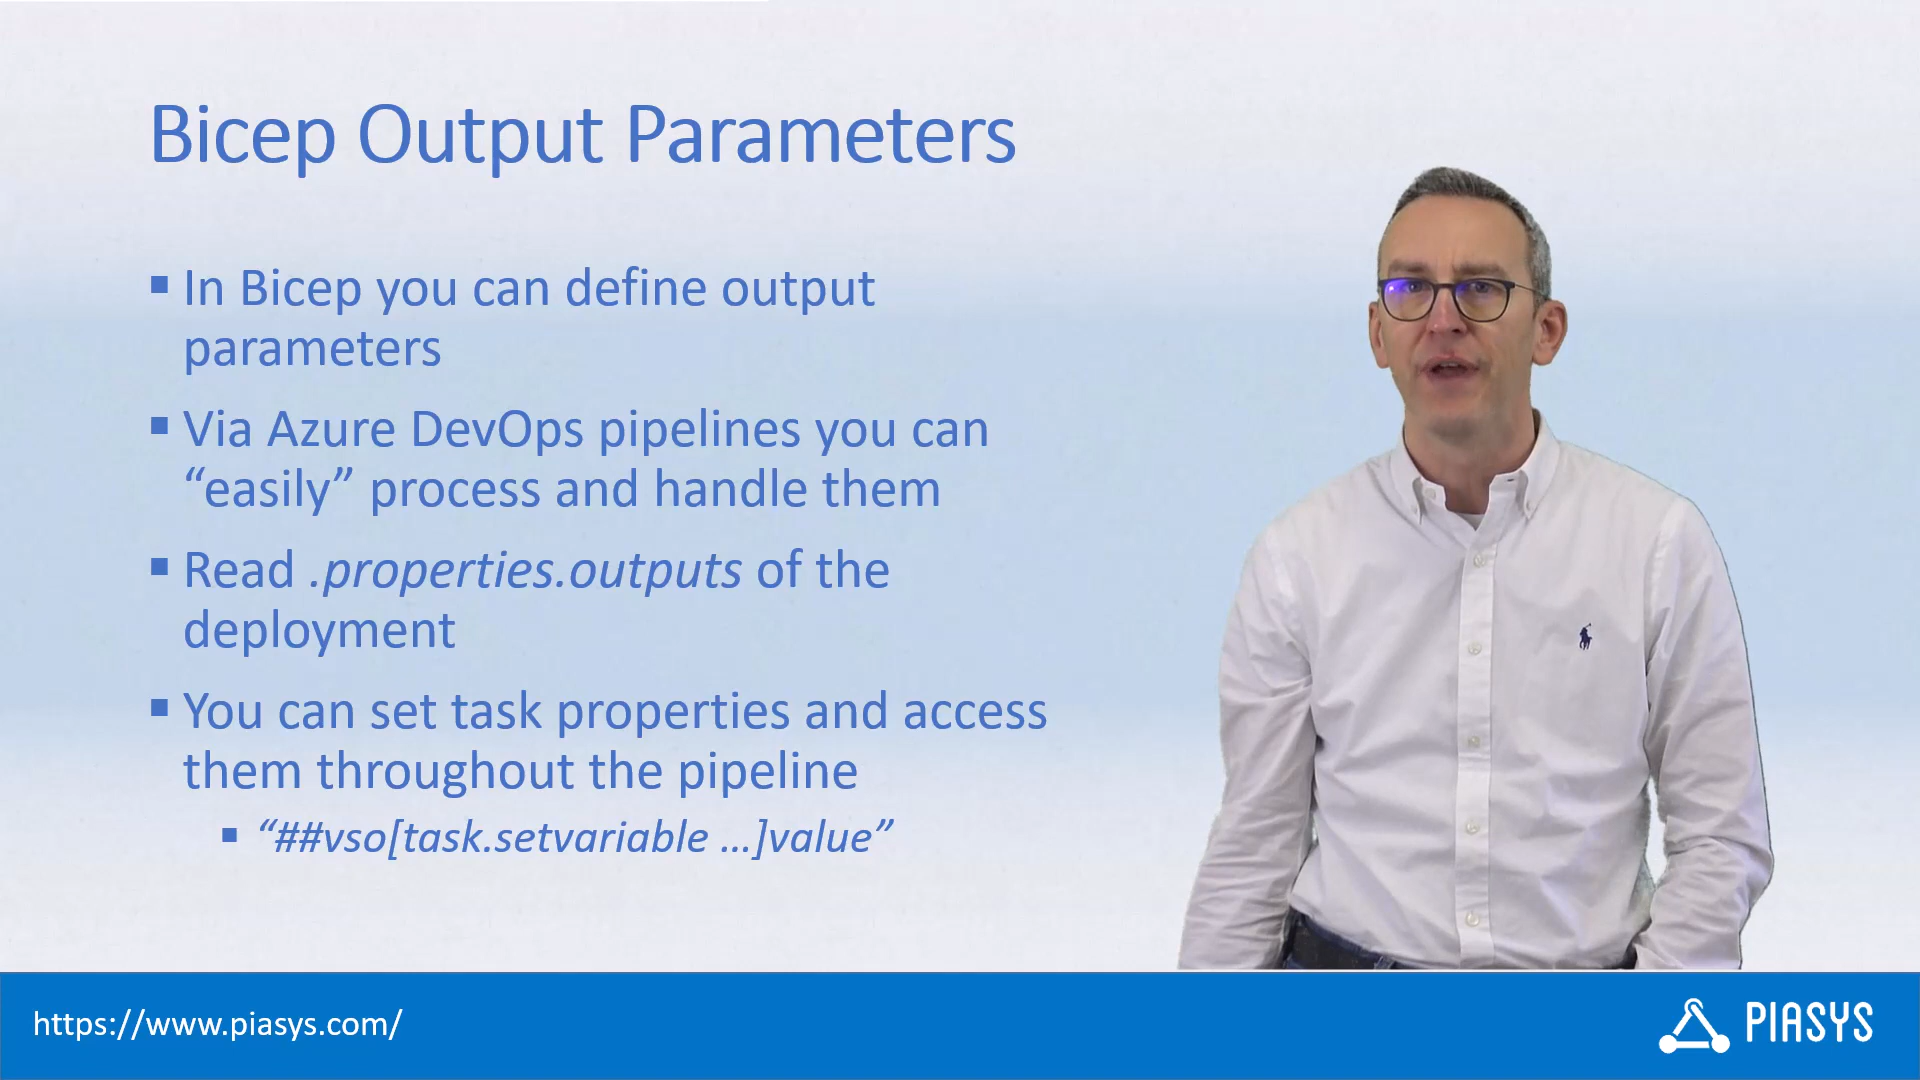 Bicep Output Parameters
In Bicep you can define output
parameters
Via Azure DevOps pipelines you can
“easily” process and handle them
Read .properties.outputs of the
deployment
You can set task properties and access
them throughout the pipeline
“##vso[task.setvariable …]value”
https://www.piasys.com/
PIASYS